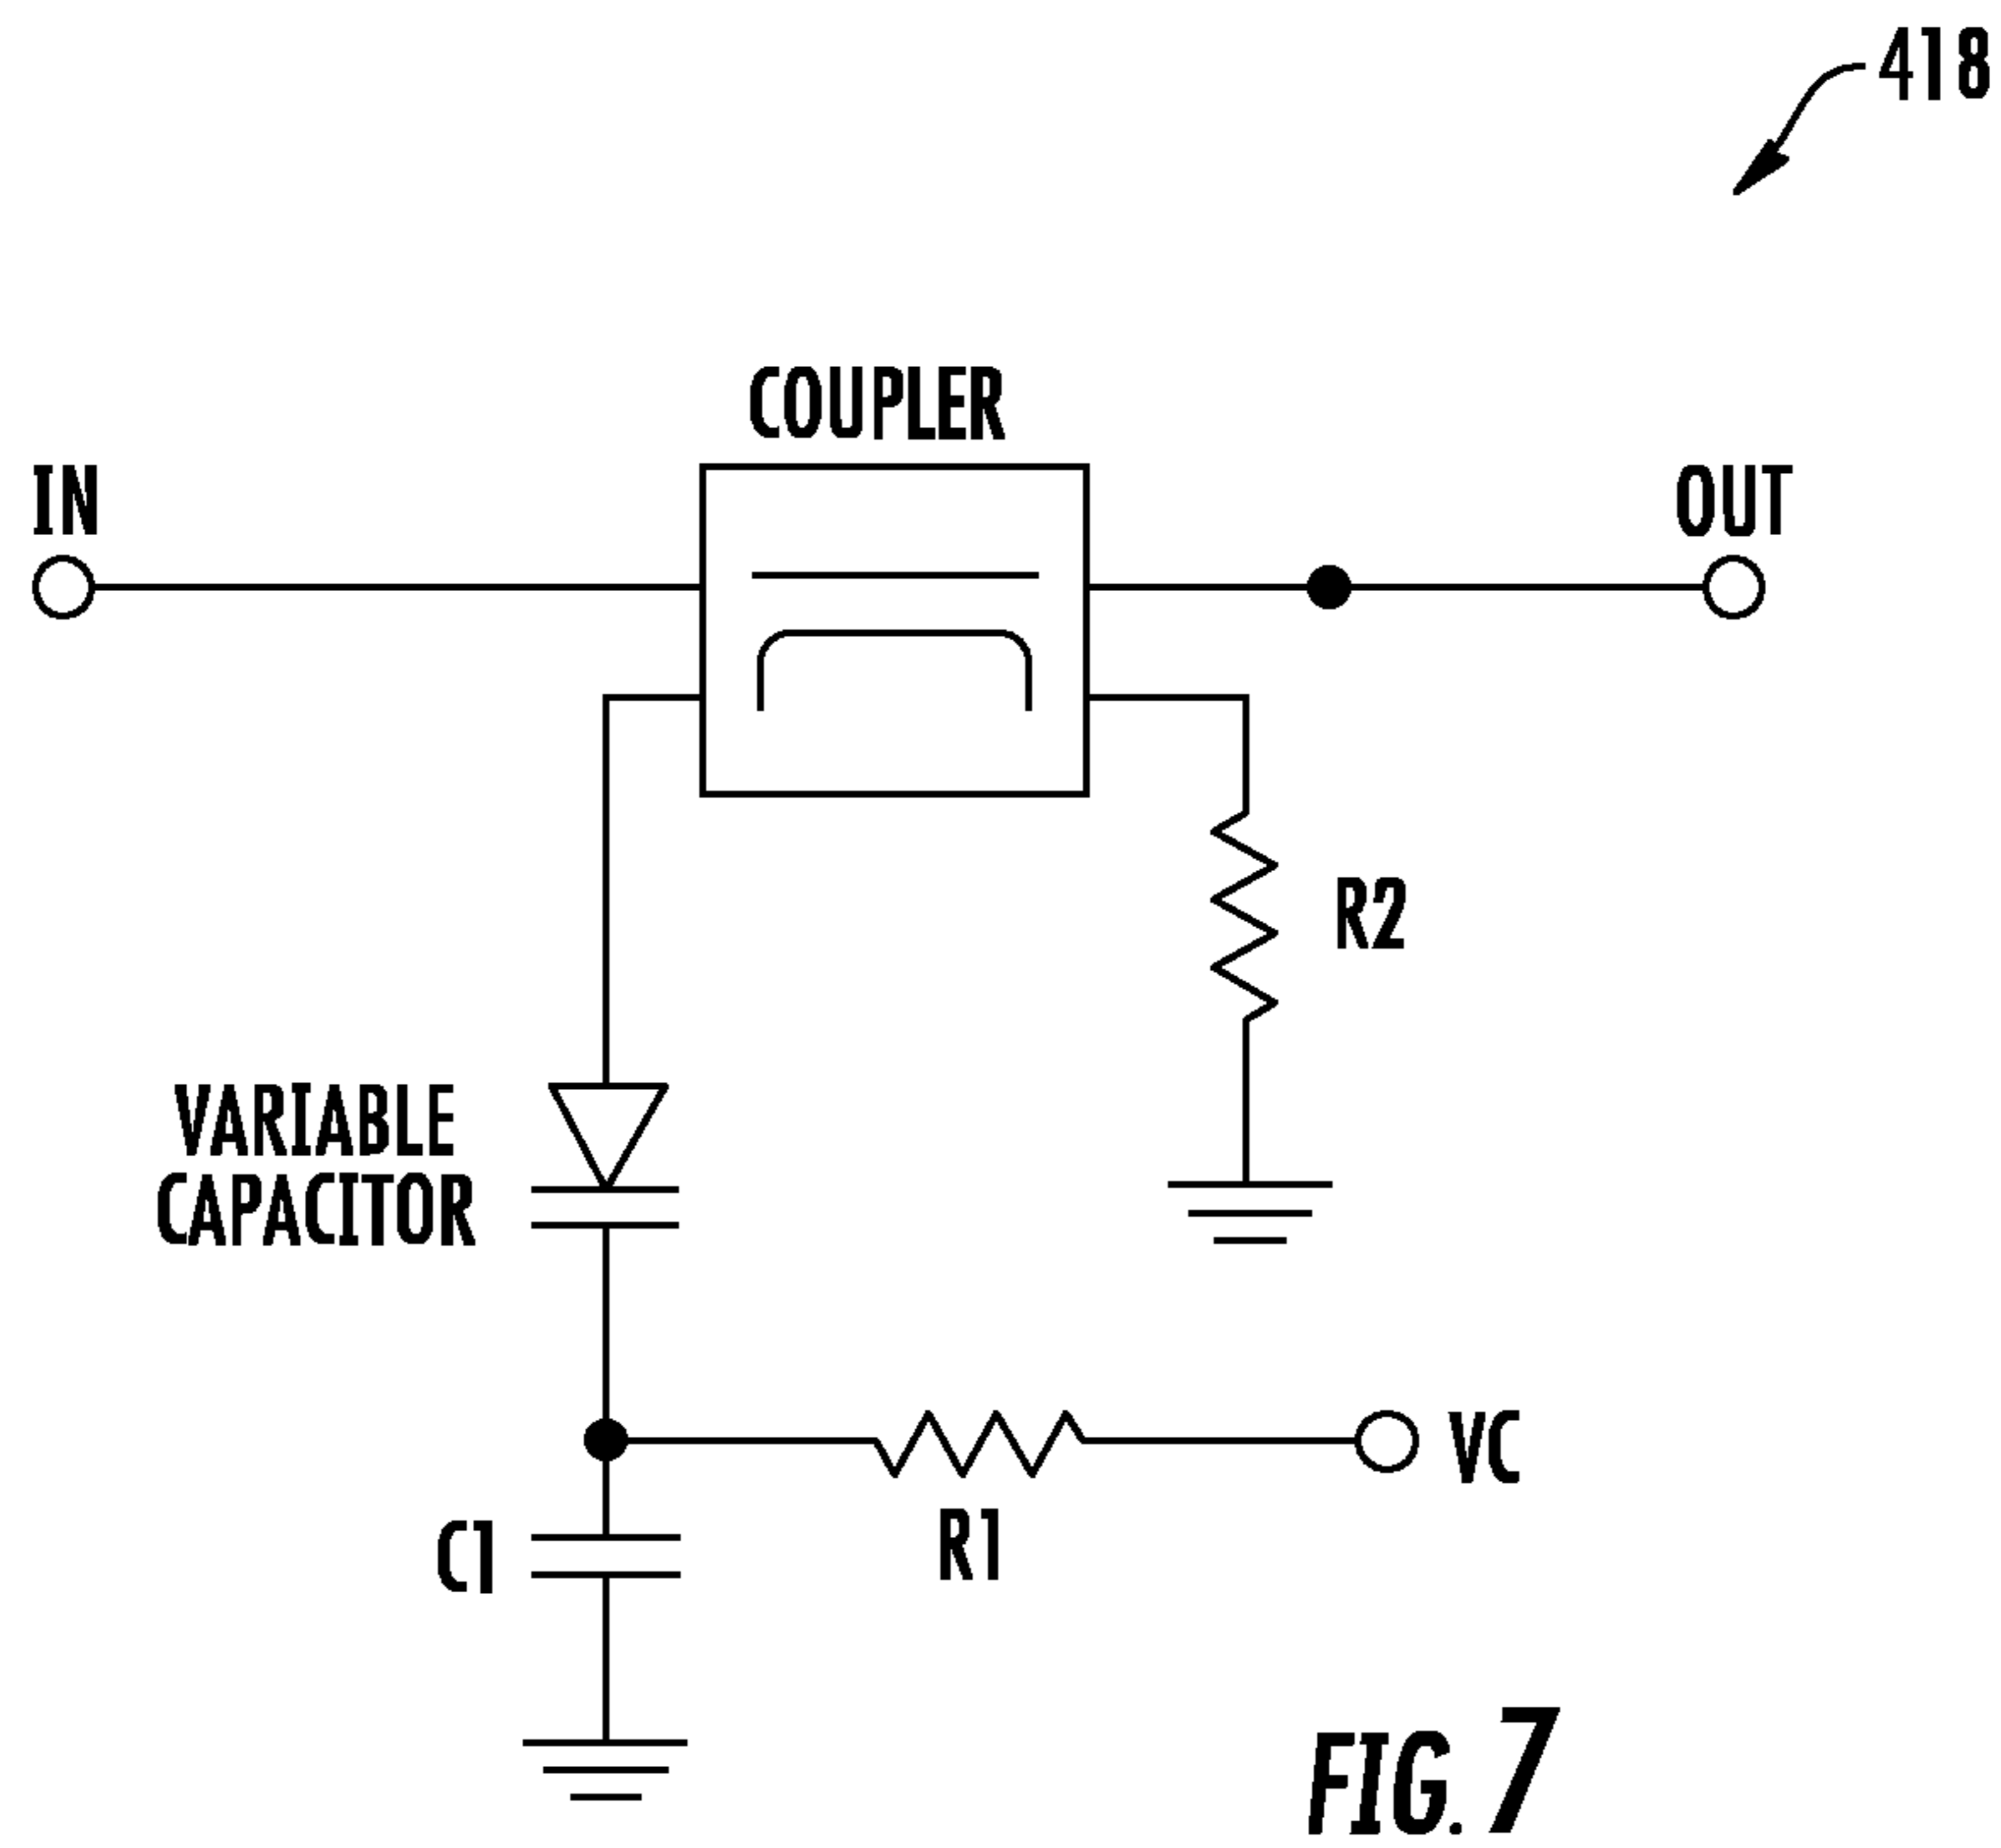 418
COUPLER
IN
OUT
R2
VARIABLE
CAPACITOR
VC
C1
R1
FIG. 7